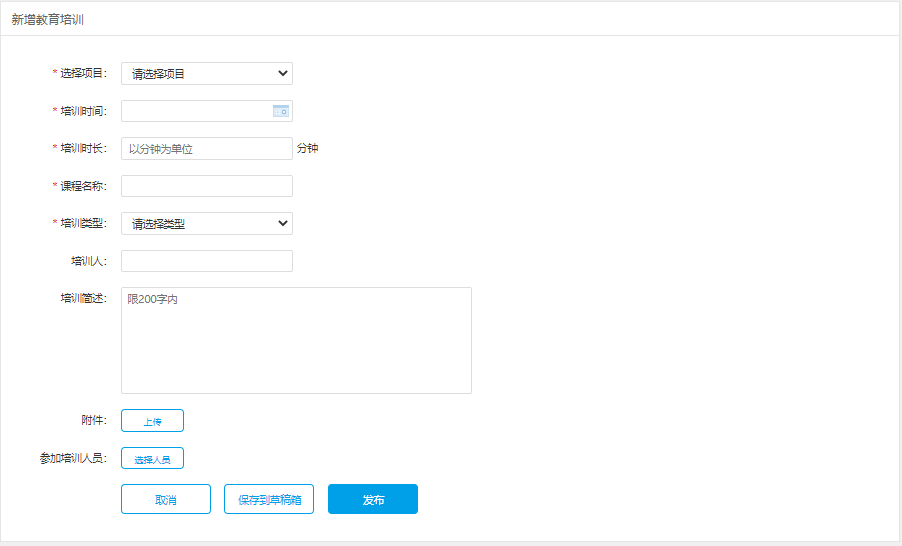 新增教育培训
* 选择项目: 请选择项目
* 培训时间:
* 培训时长: 以分钟为单位 分钟
* 课程名称:
* 培训类型: 请选择类型
培训人:
培训简述: 限200字内
附件: 上传
参加培训人员: 选择人员
取消 保存到草稿箱 发布